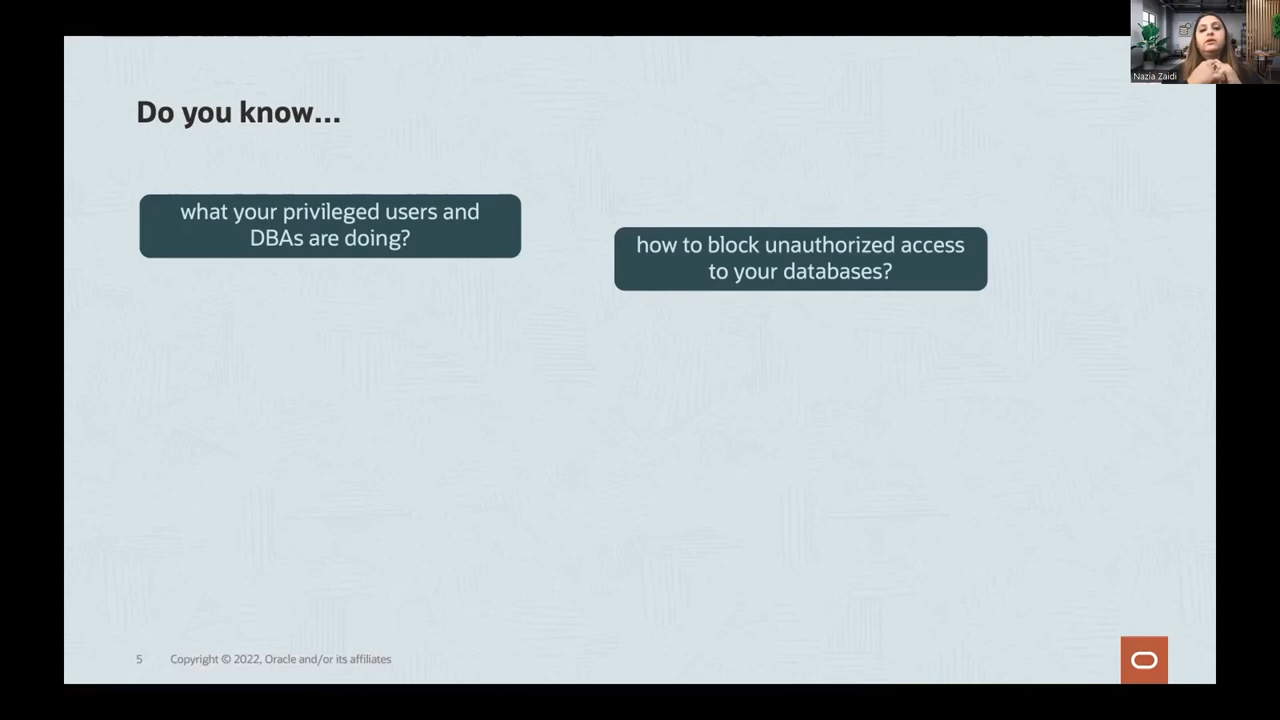 Nazia Zaidi
Do you know...
what your privileged users and
DBAs are doing?
how to block unauthorized access
to your databases?
5 Copyright © 2022, Oracle and/or its affiliates